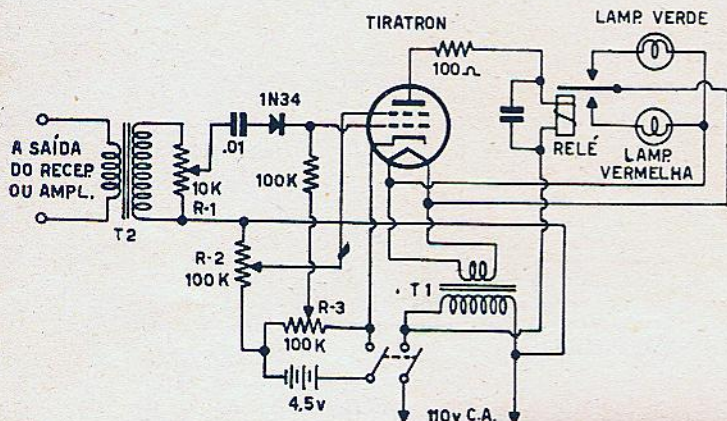 TIRATRON
LAMP. VERDE
100Ω
1N34
.01
A SAÍDA
DO RECEP.
OU AMPL.
10K
R-1
100K
RELÉ
LAMP.
VERMELHA
T2
R-2
100K
T1
R-3
100K
4,5v
110v C.A.